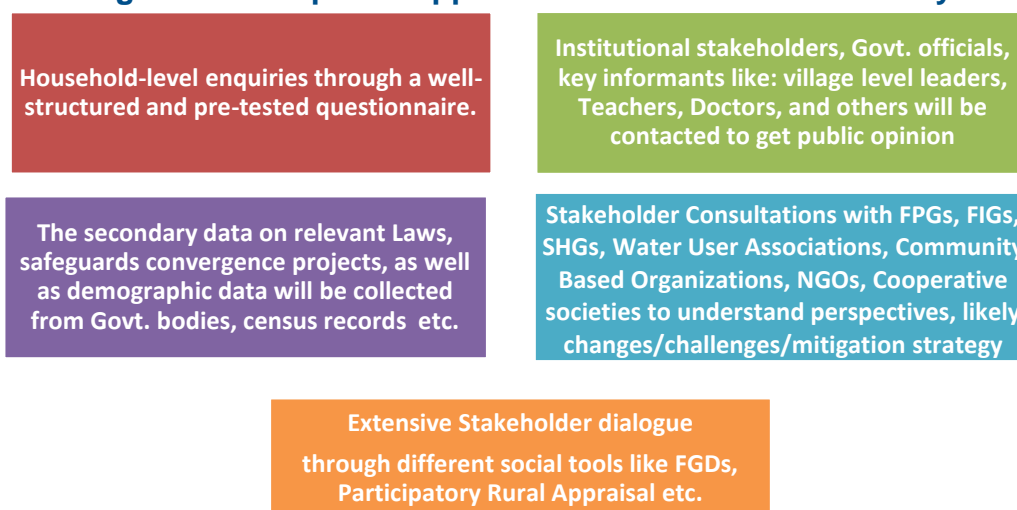 Household-level enquiries through a well-
structured and pre-tested questionnaire.
Institutional stakeholders, Govt. officials,
key informants like: village level leaders,
Teachers, Doctors, and others will be
contacted to get public opinion
The secondary data on relevant Laws,
safeguards convergence projects, as well
as demographic data will be collected
from Govt. bodies, census records etc.
Stakeholder Consultations with FPGs, FIGs,
SHGs, Water User Associations, Community
Based Organizations, NGOs, Cooperative
societies to understand perspectives, likely
changes/challenges/mitigation strategy
Extensive Stakeholder dialogue
through different social tools like FGDs,
Participatory Rural Appraisal etc.